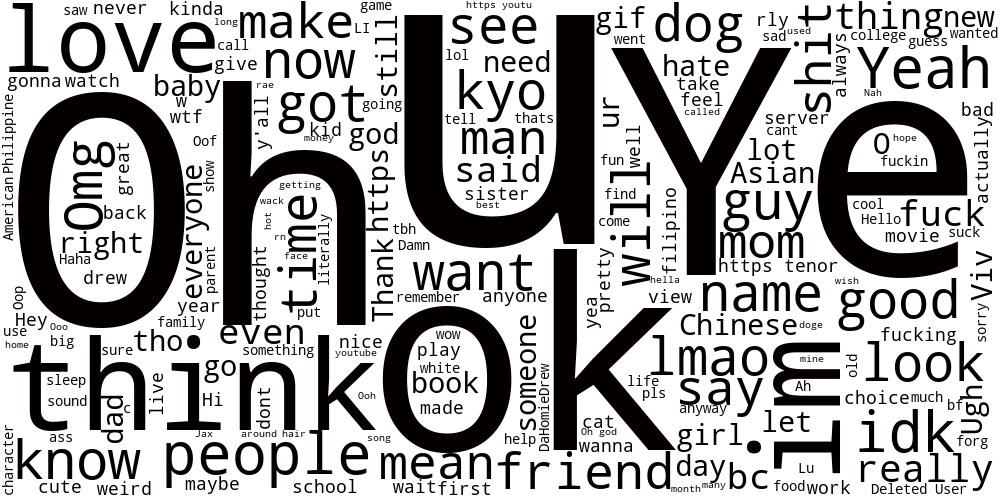 saw never kinda
https youtu
game
love
long
make
LI
see
gif
dog
rly
shit
thing
new
call
now
lol
need
went
sad
used
always
college
guess
wanted
gonna watch
give
still
hate
Yeah
baby
rae
got
going
kyo
ur
take
feel
called
Nah
w
wtf
y'all
kid
money
god
tell
thats
man
well
server
cant
bad
American Philippine
Oh
u
Ye
Oof
Omg
great
show
getting
said
fun
lot
O
hope
fuckin
actually
back
everyone
wack
hot
time
https
sister
best
find
will
Asian
guy
cool
Hello
fuck
right
Haha
rn
face
literally
tbh
Damn
come
filipino
mom
movie
suck
drew
parent
thought
Thank
want
pretty
hella
https tenor
wish
Viv
Oop
year
put
remember
anyone
yea
view
name
good
sorry
Hey
Ooo
family
use
home
big
tho
even
wow
someone
Chinese
doge
fucking
think
sure
something
nice
youtube
play
ok
lmao
im
mine
old
look
sleep
go
white
DaHomieDrew
life
pls
say
Ah
choice
much
bf
ugh
sound
dad
c
live
Hi
dont
Ooh
book
made
cat
anyway
let
idk
forg
ass
Jax
around hair
song
help
Oh god
wanna
girl
character
know
people
mean
friend
day
bc
Lu
really
cute
weird
maybe
school
wait
first
month
many
food
work
Deleted User